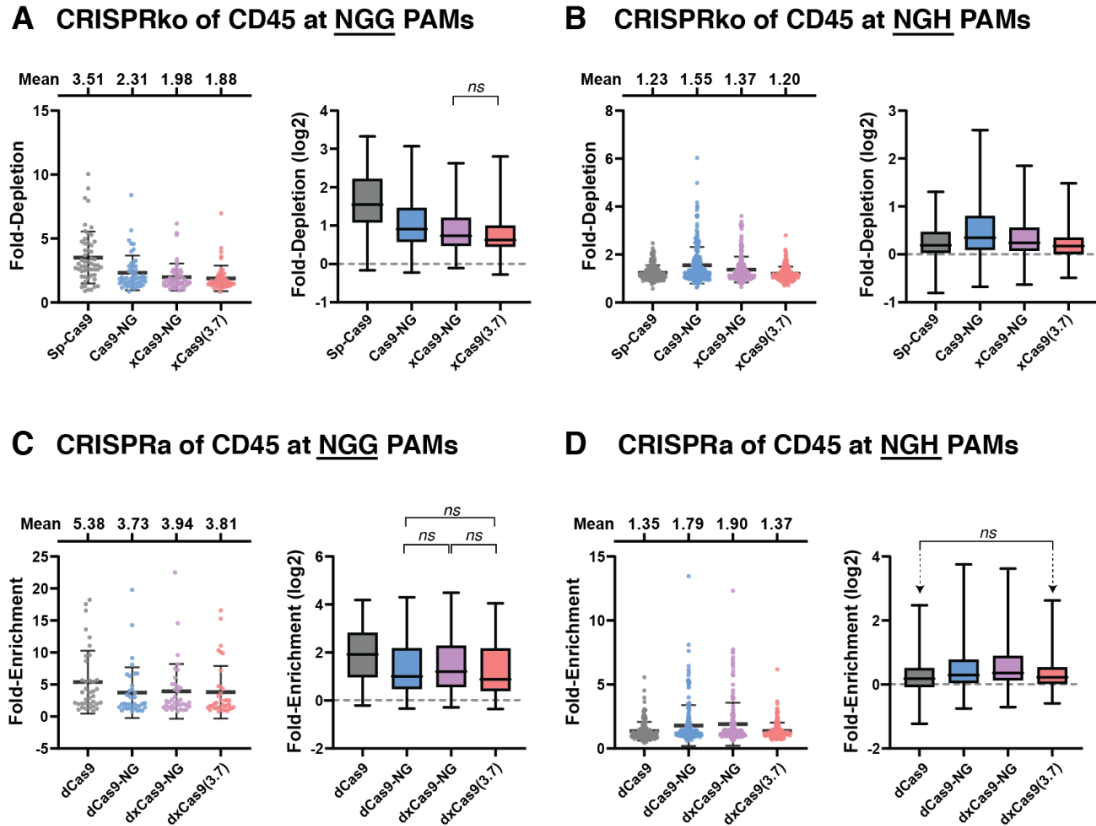 A CRISPRko of CD45 at NGG PAMs
Mean 3.51 2.31 1.98 1.88
Fold-Depletion
15
10
5
0
Sp-Cas9 Cas9-NG xCas9-NG xCas9(3.7)
ns
Fold-Depletion (log2)
4
3
2
1
0
-1
Sp-Cas9 Cas9-NG xCas9-NG xCas9(3.7)
B CRISPRko of CD45 at NGH PAMs
Mean 1.23 1.55 1.37 1.20
Fold-Depletion
8
6
4
2
0
Sp-Cas9 Cas9-NG xCas9-NG xCas9(3.7)
Fold-Depletion (log2)
3
2
1
0
-1
Sp-Cas9 Cas9-NG xCas9-NG xCas9(3.7)
C CRISPRa of CD45 at NGG PAMs
Mean 5.38 3.73 3.94 3.81
Fold-Enrichment
25
20
15
10
5
0
-5
dCas9 dCas9-NG dxCas9-NG dxCas9(3.7)
ns
ns ns
Fold-Enrichment (log2)
6
4
2
0
-2
dCas9 dCas9-NG dxCas9-NG dxCas9(3.7)
D CRISPRa of CD45 at NGH PAMs
Mean 1.35 1.79 1.90 1.37
Fold-Enrichment
15
10
5
0
dCas9 dCas9-NG dxCas9-NG dxCas9(3.7)
ns
Fold-Enrichment (log2)
4
2
0
-2
dCas9 dCas9-NG dxCas9-NG dxCas9(3.7)